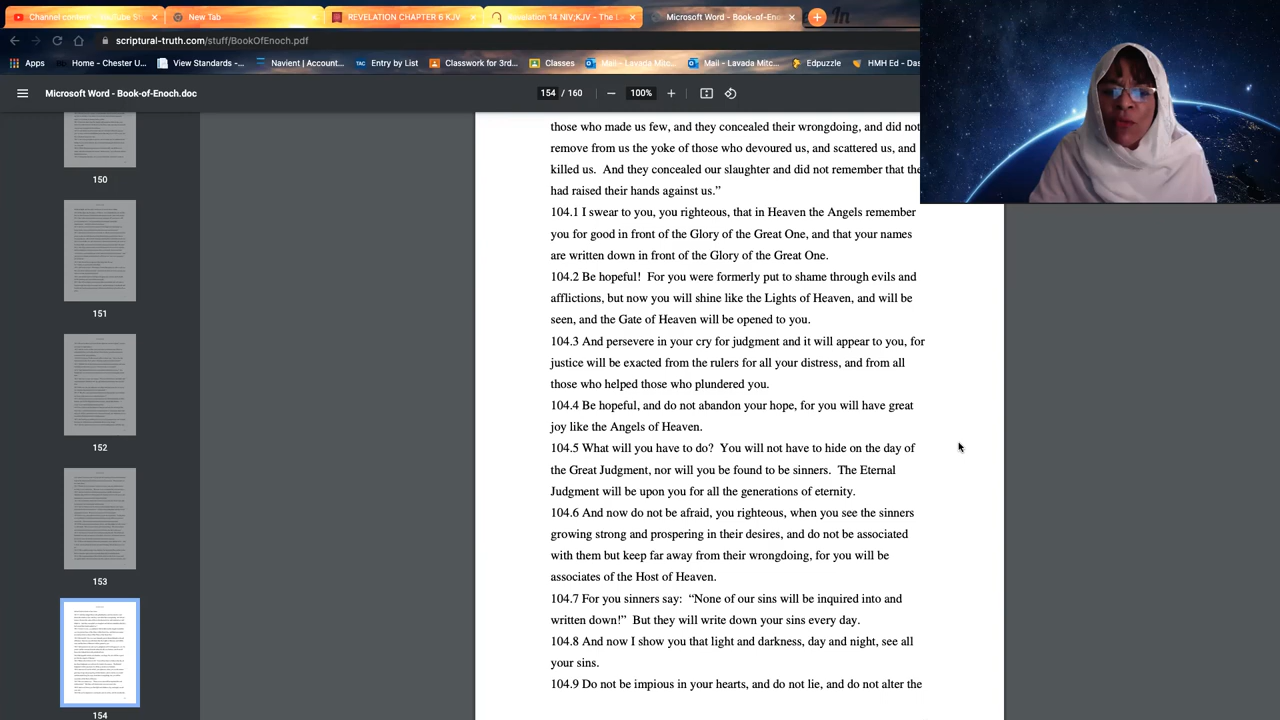 Channel content - YouTube St
New Tab
REVELATION CHAPTER 6 KJV
Revelation 14 NIV;KJV - The I...
Microsoft Word - Book-of-Enoc
scriptural-truth.com/stuff/BookOfEnoch.pdf
Apps
Home - Chester U...
View Standards -...
Navient | Account...
TAC Entry by List
Classwork for 3rd...
Classes
Mail – Lavada Mitc...
Mail – Lavada Mitc...
Edpuzzle
HMH Ed - Das
Microsoft Word - Book-of-Enoch.doc
154 / 160
100%
150
151
152
153
154
those who made us few, and they concealed their wrongdoing, and did not
remove from us the yoke of those who devoured us, and scattered us, and
killed us. And they concealed our slaughter and did not remember that the
had raised their hands against us.”
104.1 I swear to you, you righteous, that in Heaven the Angels remember
you for good in front of the Glory of the Great One, and that your names
are written down in front of the Glory of the Great One.
104.2 Be hopeful! For you were formerly put to shame through evils and
afflictions, but now you will shine like the Lights of Heaven, and will be
seen, and the Gate of Heaven will be opened to you.
104.3 And persevere in your cry for judgment and it will appear to you, for
justice will be exacted from the rulers for all your distress, and from all
those who helped those who plundered you.
104.4 Be hopeful, and do not abandon your hope, for you will have great
joy like the Angels of Heaven.
104.5 What will you have to do? You will not have to hide on the day of
the Great Judgment, nor will you be found to be sinners. The Eternal
Judgment will be upon you for all the generations of eternity.
104.6 And now do not be afraid, you righteous, when you see the sinners
growing strong and prospering in their desires, and do not be associated
with them but keep far away from their wrongdoing, for you will be
associates of the Host of Heaven.
104.7 For you sinners say: “None of our sins will be inquired into and
written down!” But they will write down your sins every day.
104.8 And now I show you that light and darkness, day and night see all
your sins.
104.9 Do not be impious in your hearts, and do not lie, and do not alter the